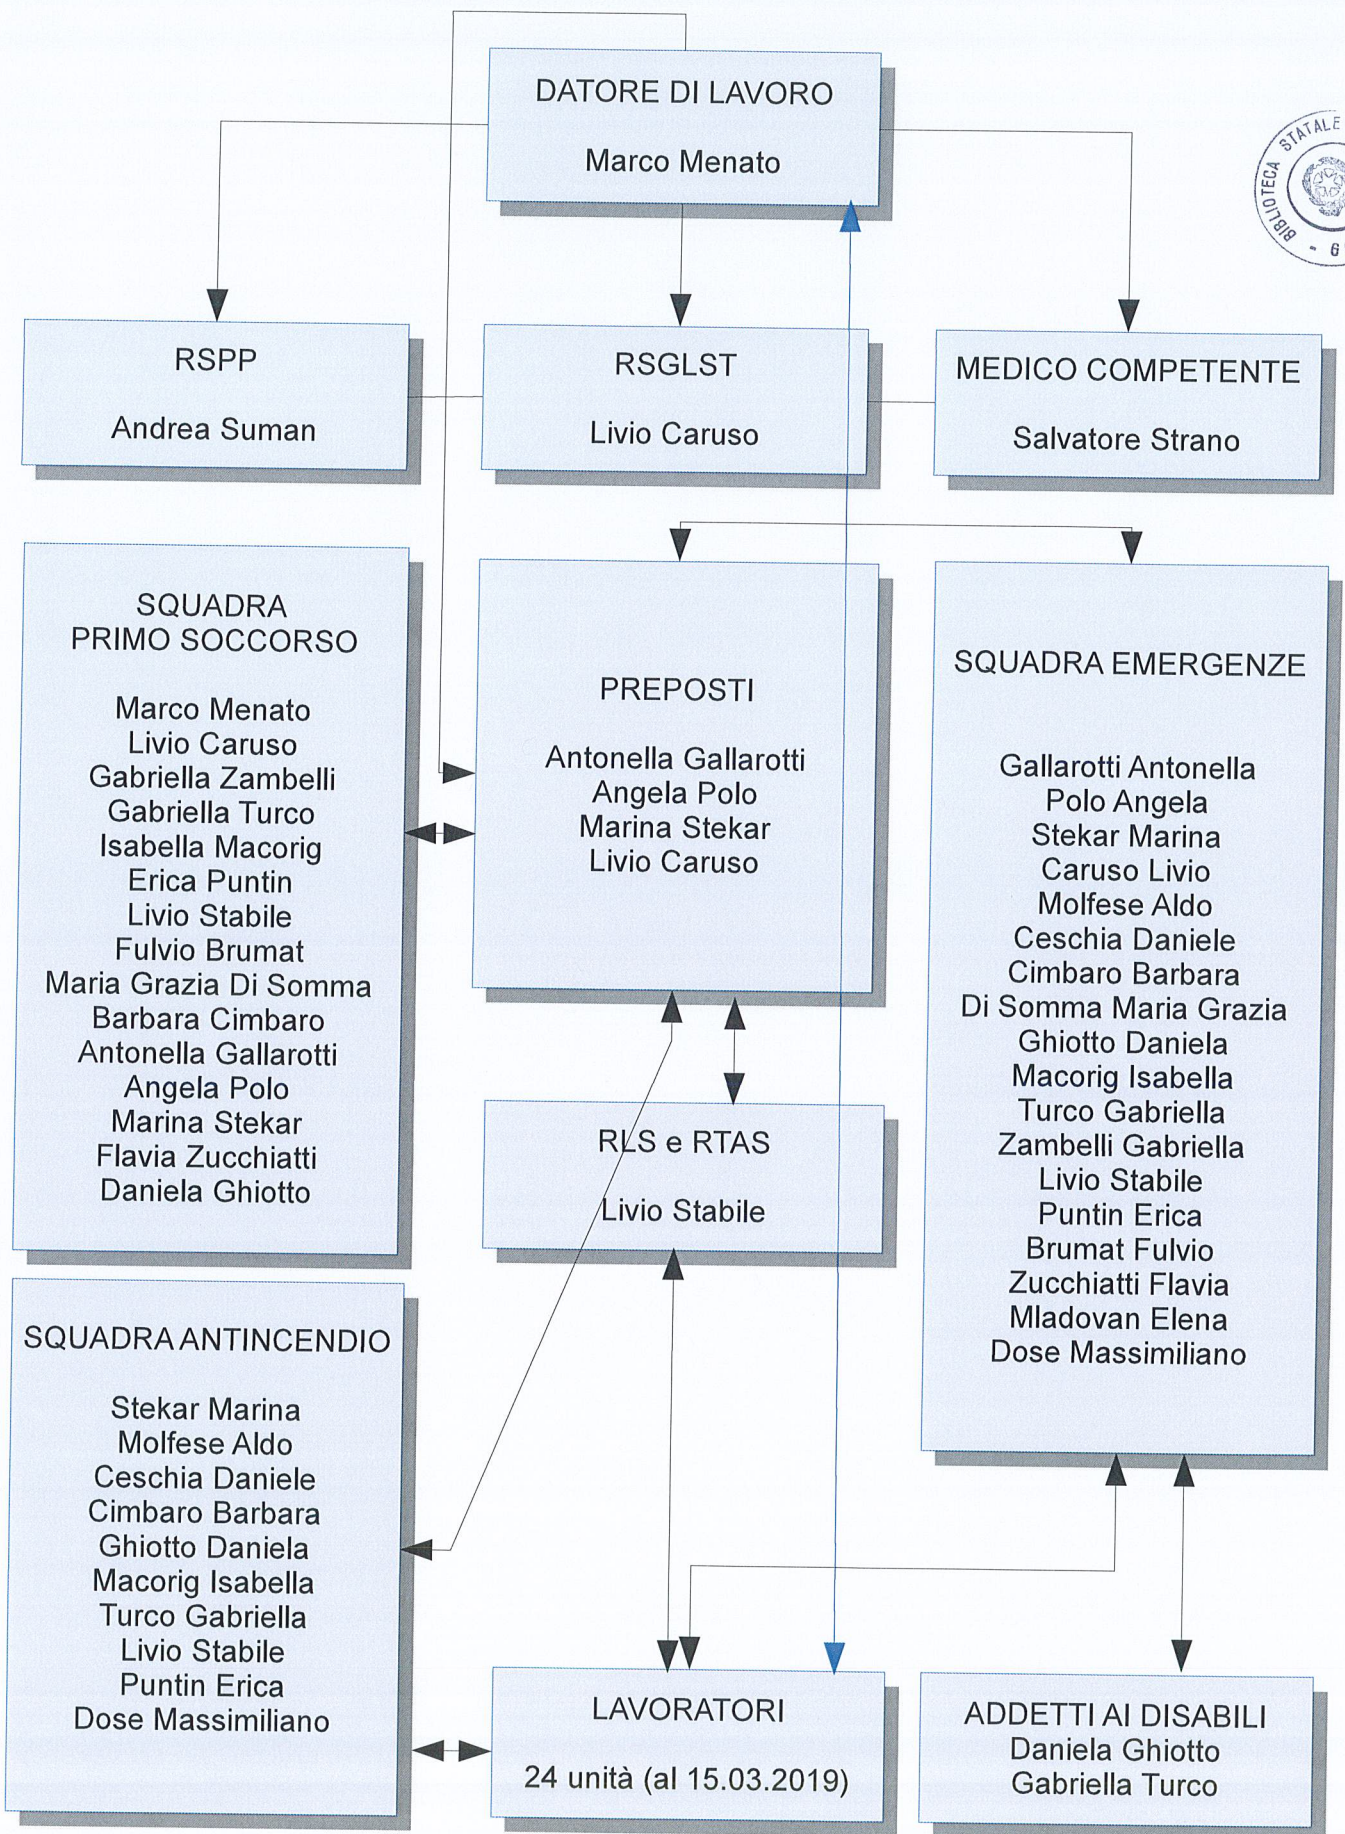 DATORE DI LAVORO
Marco Menato
BIBLIOTECA STATALE
RSPP
Andrea Suman
RSGLST
Livio Caruso
MEDICO COMPETENTE
Salvatore Strano
SQUADRA
PRIMO SOCCORSO
Marco Menato
Livio Caruso
Gabriella Zambelli
Gabriella Turco
Isabella Macorig
Erica Puntin
Livio Stabile
Fulvio Brumat
Maria Grazia Di Somma
Barbara Cimbaro
Antonella Gallarotti
Angela Polo
Marina Stekar
Flavia Zucchiatti
Daniela Ghiotto
PREPOSTI
Antonella Gallarotti
Angela Polo
Marina Stekar
Livio Caruso
SQUADRA EMERGENZE
Gallarotti Antonella
Polo Angela
Stekar Marina
Caruso Livio
Molfese Aldo
Ceschia Daniele
Cimbaro Barbara
Di Somma Maria Grazia
Ghiotto Daniela
Macorig Isabella
Turco Gabriella
Zambelli Gabriella
Livio Stabile
Puntin Erica
Brumat Fulvio
Zucchiatti Flavia
Mladovan Elena
Dose Massimiliano
RLS e RTAS
Livio Stabile
SQUADRA ANTINCENDIO
Stekar Marina
Molfese Aldo
Ceschia Daniele
Cimbaro Barbara
Ghiotto Daniela
Macorig Isabella
Turco Gabriella
Livio Stabile
Puntin Erica
Dose Massimiliano
LAVORATORI
24 unità (al 15.03.2019)
ADDETTI AI DISABILI
Daniela Ghiotto
Gabriella Turco